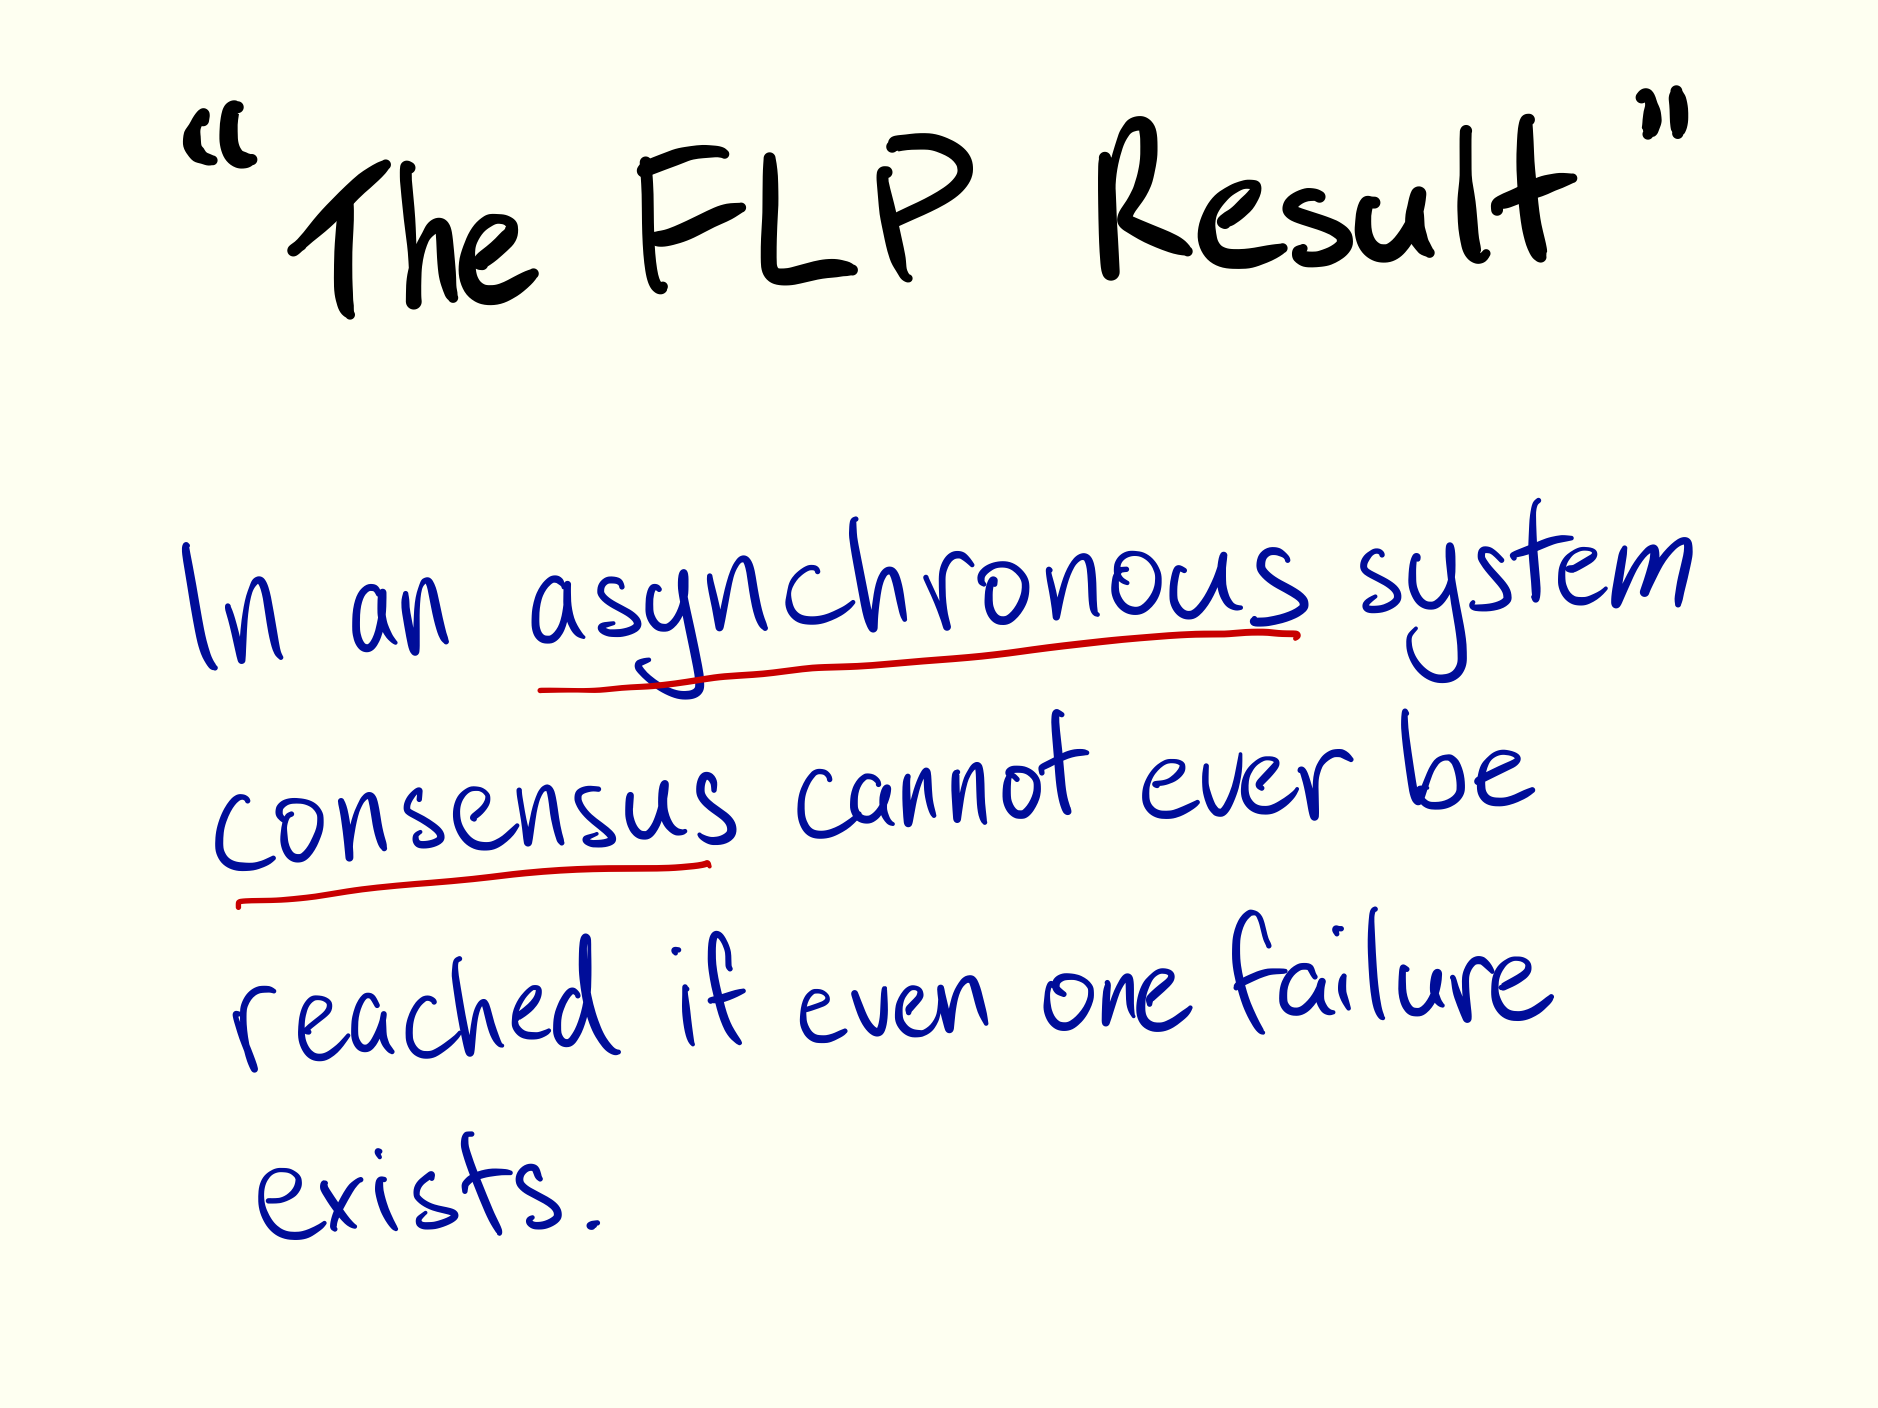 “The FLP Result”
In an asynchronous system
consensus cannot ever be
reached if even one failure
exists.